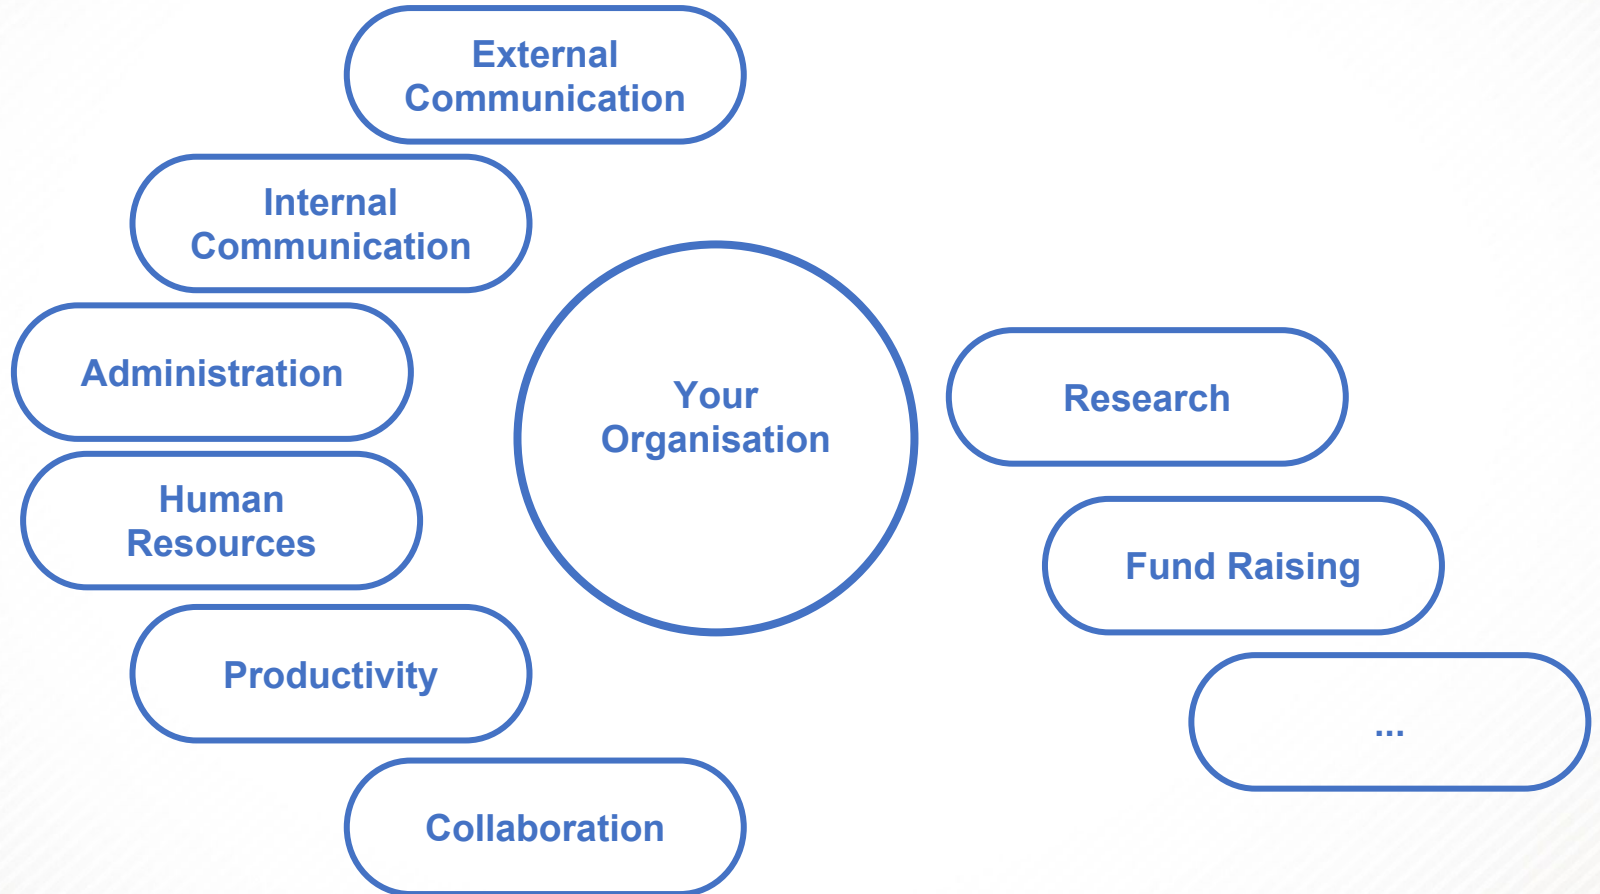 External
Communication
Internal
Communication
Administration
Human
Resources
Productivity
Collaboration
Your
Organisation
Research
Fund Raising
...